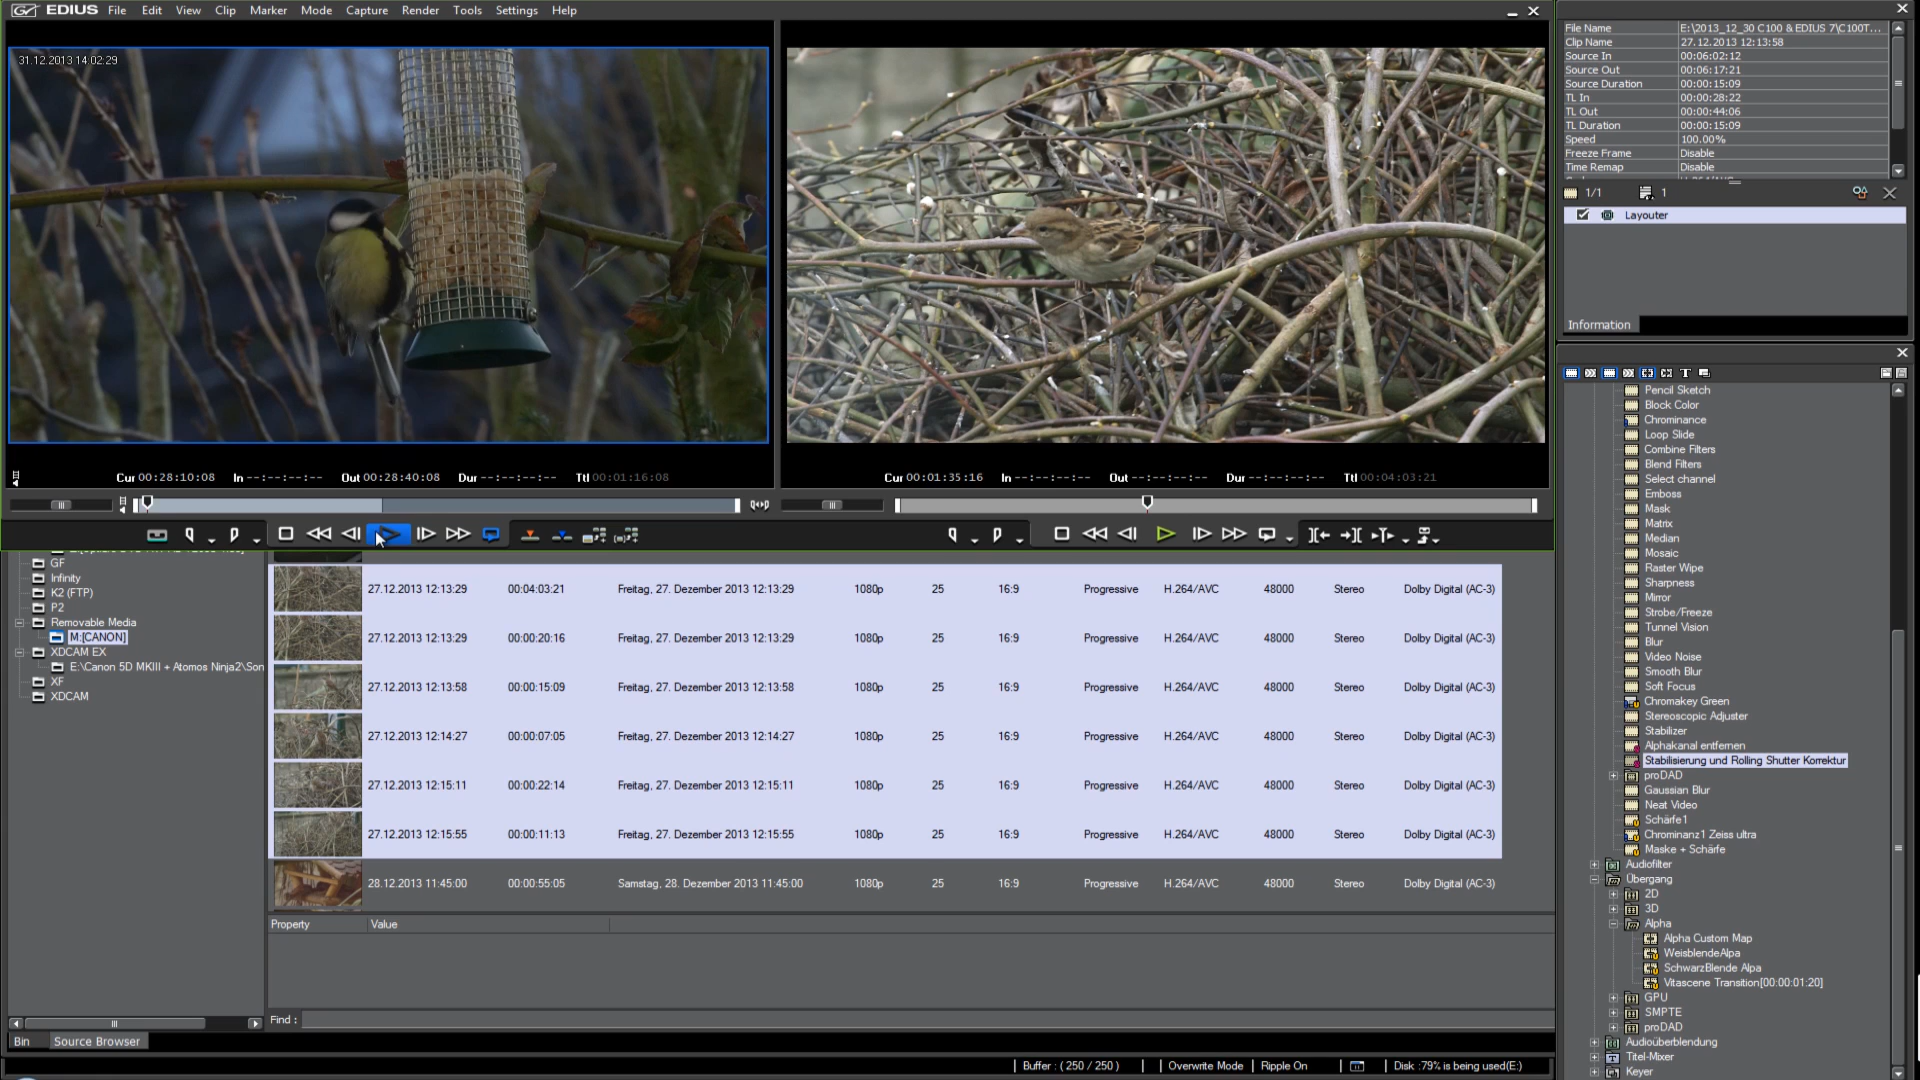 EDIUS File Edit View Clip Marker Mode Capture Render Tools Settings Help
31.12.2013 14:02:29
Cur 00:28:10:08 In --:--:--:-- Out 00:28:40:08 Dur --:--:--:-- Ttl 00:01:16:08
Cur 00:01:35:16 In --:--:--:-- Out --:--:--:-- Dur --:--:--:-- Ttl 00:04:03:21
File Name E:\2013_12_30 C100 & EDIUS 7\C100T...
Clip Name 27.12.2013 12:13:58
Source In 00:06:02:12
Source Out 00:06:17:21
Source Duration 00:00:15:09
TL In 00:00:28:22
TL Out 00:00:44:06
TL Duration 00:00:15:09
Speed 100.00%
Freeze Frame Disable
Time Remap Disable
1/1 1
Layouter
Information
GF
Infinity
K2 (FTP)
P2
Removable Media
M:[CANON]
XDCAM EX
E:\Canon 5D MKIII + Atomos Ninja2\Son
XF
XDCAM
27.12.2013 12:13:29 00:04:03:21 Freitag, 27. Dezember 2013 12:13:29 1080p 25 16:9 Progressive H.264/AVC 48000 Stereo Dolby Digital (AC-3)
27.12.2013 12:13:29 00:00:20:16 Freitag, 27. Dezember 2013 12:13:29 1080p 25 16:9 Progressive H.264/AVC 48000 Stereo Dolby Digital (AC-3)
27.12.2013 12:13:58 00:00:15:09 Freitag, 27. Dezember 2013 12:13:58 1080p 25 16:9 Progressive H.264/AVC 48000 Stereo Dolby Digital (AC-3)
27.12.2013 12:14:27 00:00:07:05 Freitag, 27. Dezember 2013 12:14:27 1080p 25 16:9 Progressive H.264/AVC 48000 Stereo Dolby Digital (AC-3)
27.12.2013 12:15:11 00:00:22:14 Freitag, 27. Dezember 2013 12:15:11 1080p 25 16:9 Progressive H.264/AVC 48000 Stereo Dolby Digital (AC-3)
27.12.2013 12:15:55 00:00:11:13 Freitag, 27. Dezember 2013 12:15:55 1080p 25 16:9 Progressive H.264/AVC 48000 Stereo Dolby Digital (AC-3)
28.12.2013 11:45:00 00:00:55:05 Samstag, 28. Dezember 2013 11:45:00 1080p 25 16:9 Progressive H.264/AVC 48000 Stereo Dolby Digital (AC-3)
Property Value
Find :
Bin Source Browser
Pencil Sketch
Block Color
Chrominance
Loop Slide
Combine Filters
Blend Filters
Select channel
Emboss
Mask
Matrix
Median
Mosaic
Raster Wipe
Sharpness
Mirror
Strobe/Freeze
Tunnel Vision
Blur
Video Noise
Smooth Blur
Soft Focus
Chromakey Green
Stereoscopic Adjuster
Stabilizer
Alphakanal entfernen
Stabilisierung und Rolling Shutter Korrektur
proDAD
Gaussian Blur
Neat Video
Schärfe1
Chrominanz1 Zeiss ultra
Maske + Schärfe
Audiofilter
Übergang
2D
3D
Alpha
Alpha Custom Map
WeisblendeAlpa
SchwarzBlende Alpa
Vitascene Transition[00:00:01:20]
GPU
SMPTE
proDAD
Audioüberblendung
Titel-Mixer
Keyer
Buffer : ( 250 / 250 ) Overwrite Mode Ripple On Disk :79% is being used(E:)